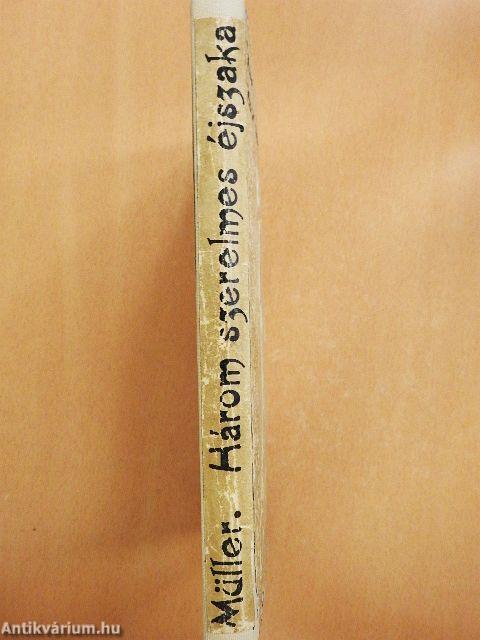 Müller. Három szerelmes éjszaka
Antikvárium.hu